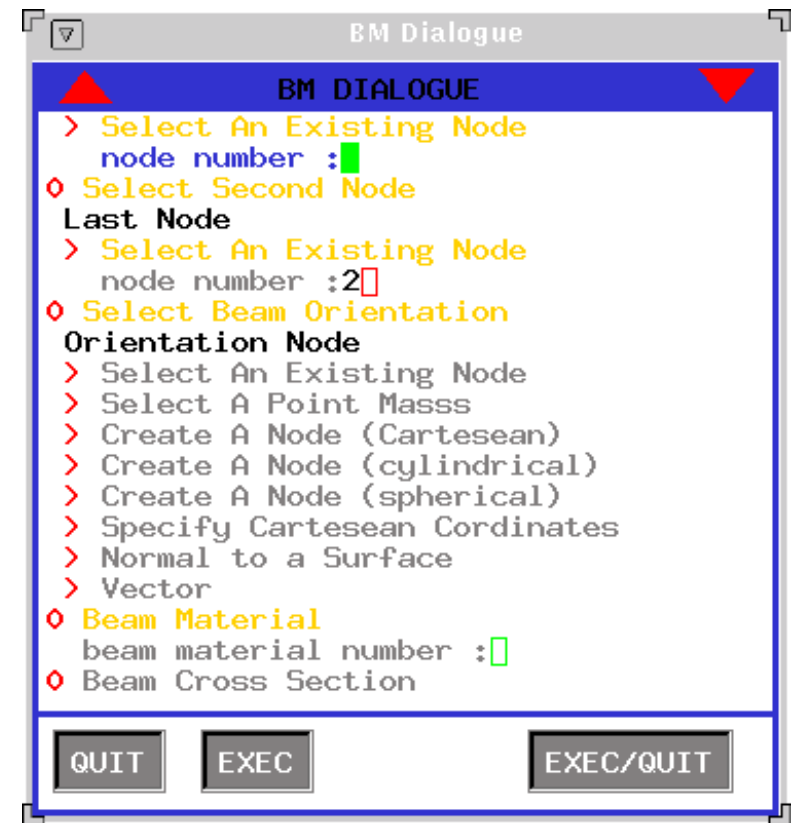 BM Dialogue
BM DIALOGUE
> Select An Existing Node
node number :
Select Second Node
Last Node
> Select An Existing Node
node number :2
Select Beam Orientation
Orientation Node
> Select An Existing Node
> Select A Point Masss
> Create A Node (Cartesean)
> Create A Node (cylindrical)
> Create A Node (spherical)
> Specify Cartesean Cordinates
> Normal to a Surface
> Vector
Beam Material
beam material number :
Beam Cross Section
QUIT EXEC EXEC/QUIT